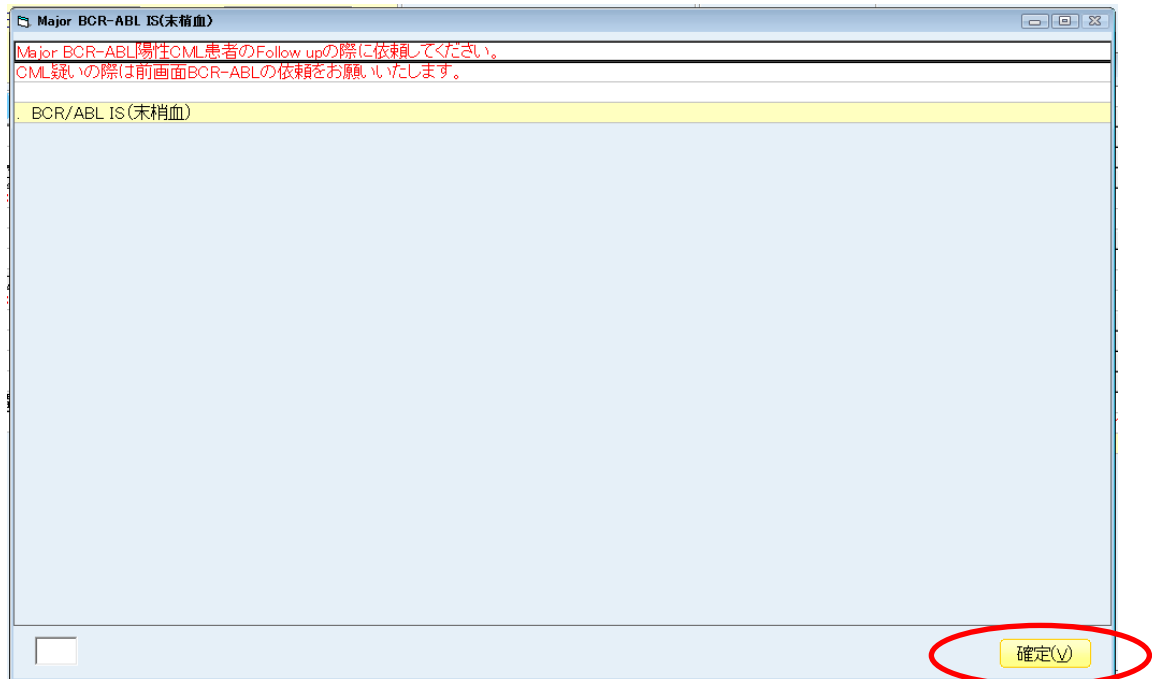 Major BCR-ABL IS(末梢血)
Major BCR-ABL陽性CML患者のFollow upの際に依頼してください。
CML疑いの際は前画面BCR-ABLの依頼をお願いいたします。
. BCR/ABL IS(末梢血)
確定(V)